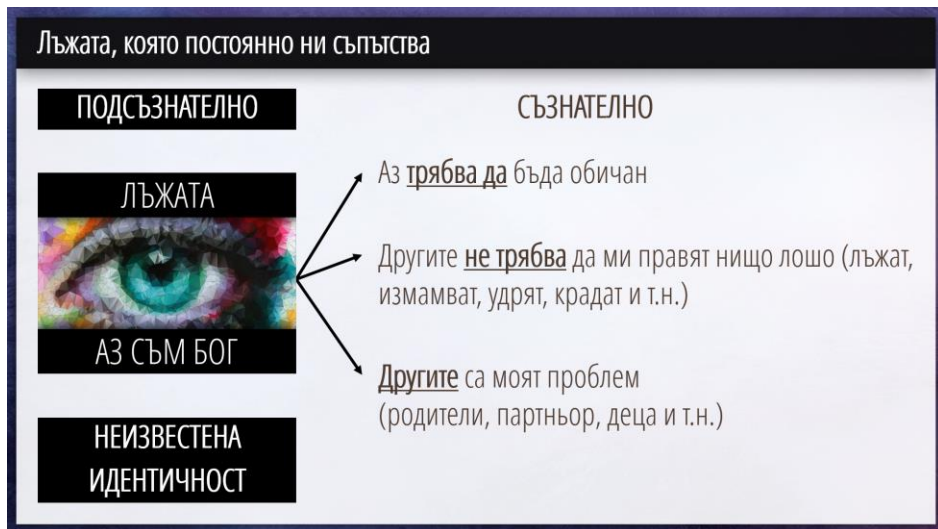 Лъжата, която постоянно ни съпътства
ПОДСЪЗНАТЕЛНО
СЪЗНАТЕЛНО
ЛЪЖАТА
АЗ СЪМ БОГ
НЕИЗВЕСТЕНА
ИДЕНТИЧНОСТ
Аз трябва да бъда обичан
Другите не трябва да ми правят нищо лошо (лъжат,
измамват, удрят, крадат и т.н.)
Другите са моят проблем
(родители, партньор, деца и т.н.)